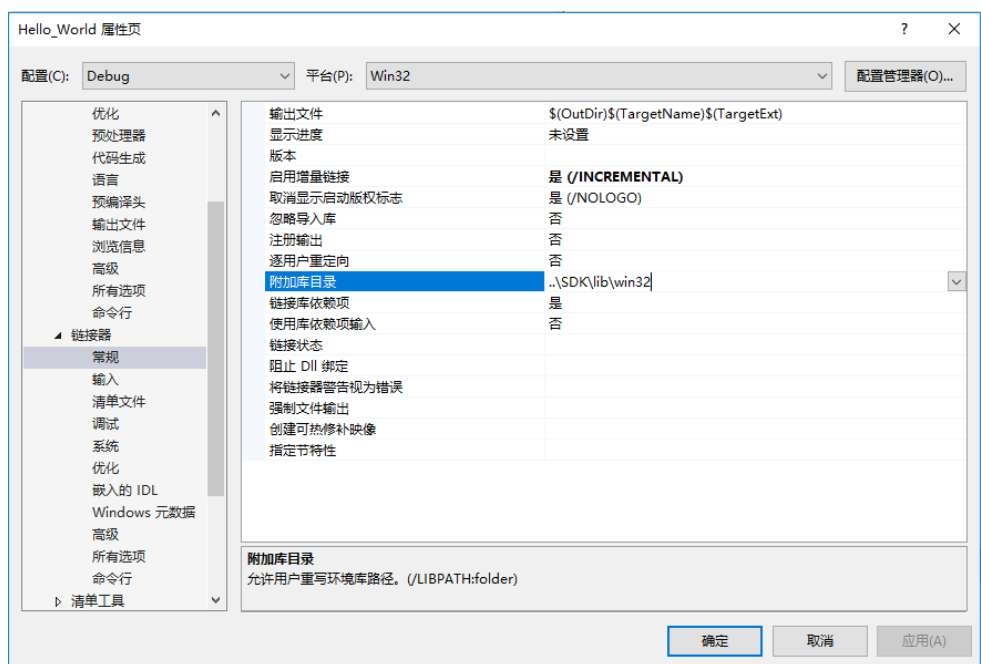 Hello_World 属性页
配置(C): Debug 平台(P): Win32 配置管理器(O)...
优化
预处理器
代码生成
语言
预编译头
输出文件
浏览信息
高级
所有选项
命令行
链接器
常规
输入
清单文件
调试
系统
优化
嵌入的 IDL
Windows 元数据
高级
所有选项
命令行
清单工具
输出文件 $(OutDir)$(TargetName)$(TargetExt)
显示进度 未设置
版本
启用增量链接 是 (/INCREMENTAL)
取消显示启动版权标志 是 (/NOLOGO)
忽略导入库 否
注册输出 否
逐用户重定向 否
附加库目录 ..\SDK\lib\win32
链接库依赖项 是
使用库依赖项输入 否
链接状态
阻止 Dll 绑定
将链接器警告视为错误
强制文件输出
创建可热修补映像
指定节特性
附加库目录
允许用户重写环境库路径。(/LIBPATH:folder)
确定 取消 应用(A)